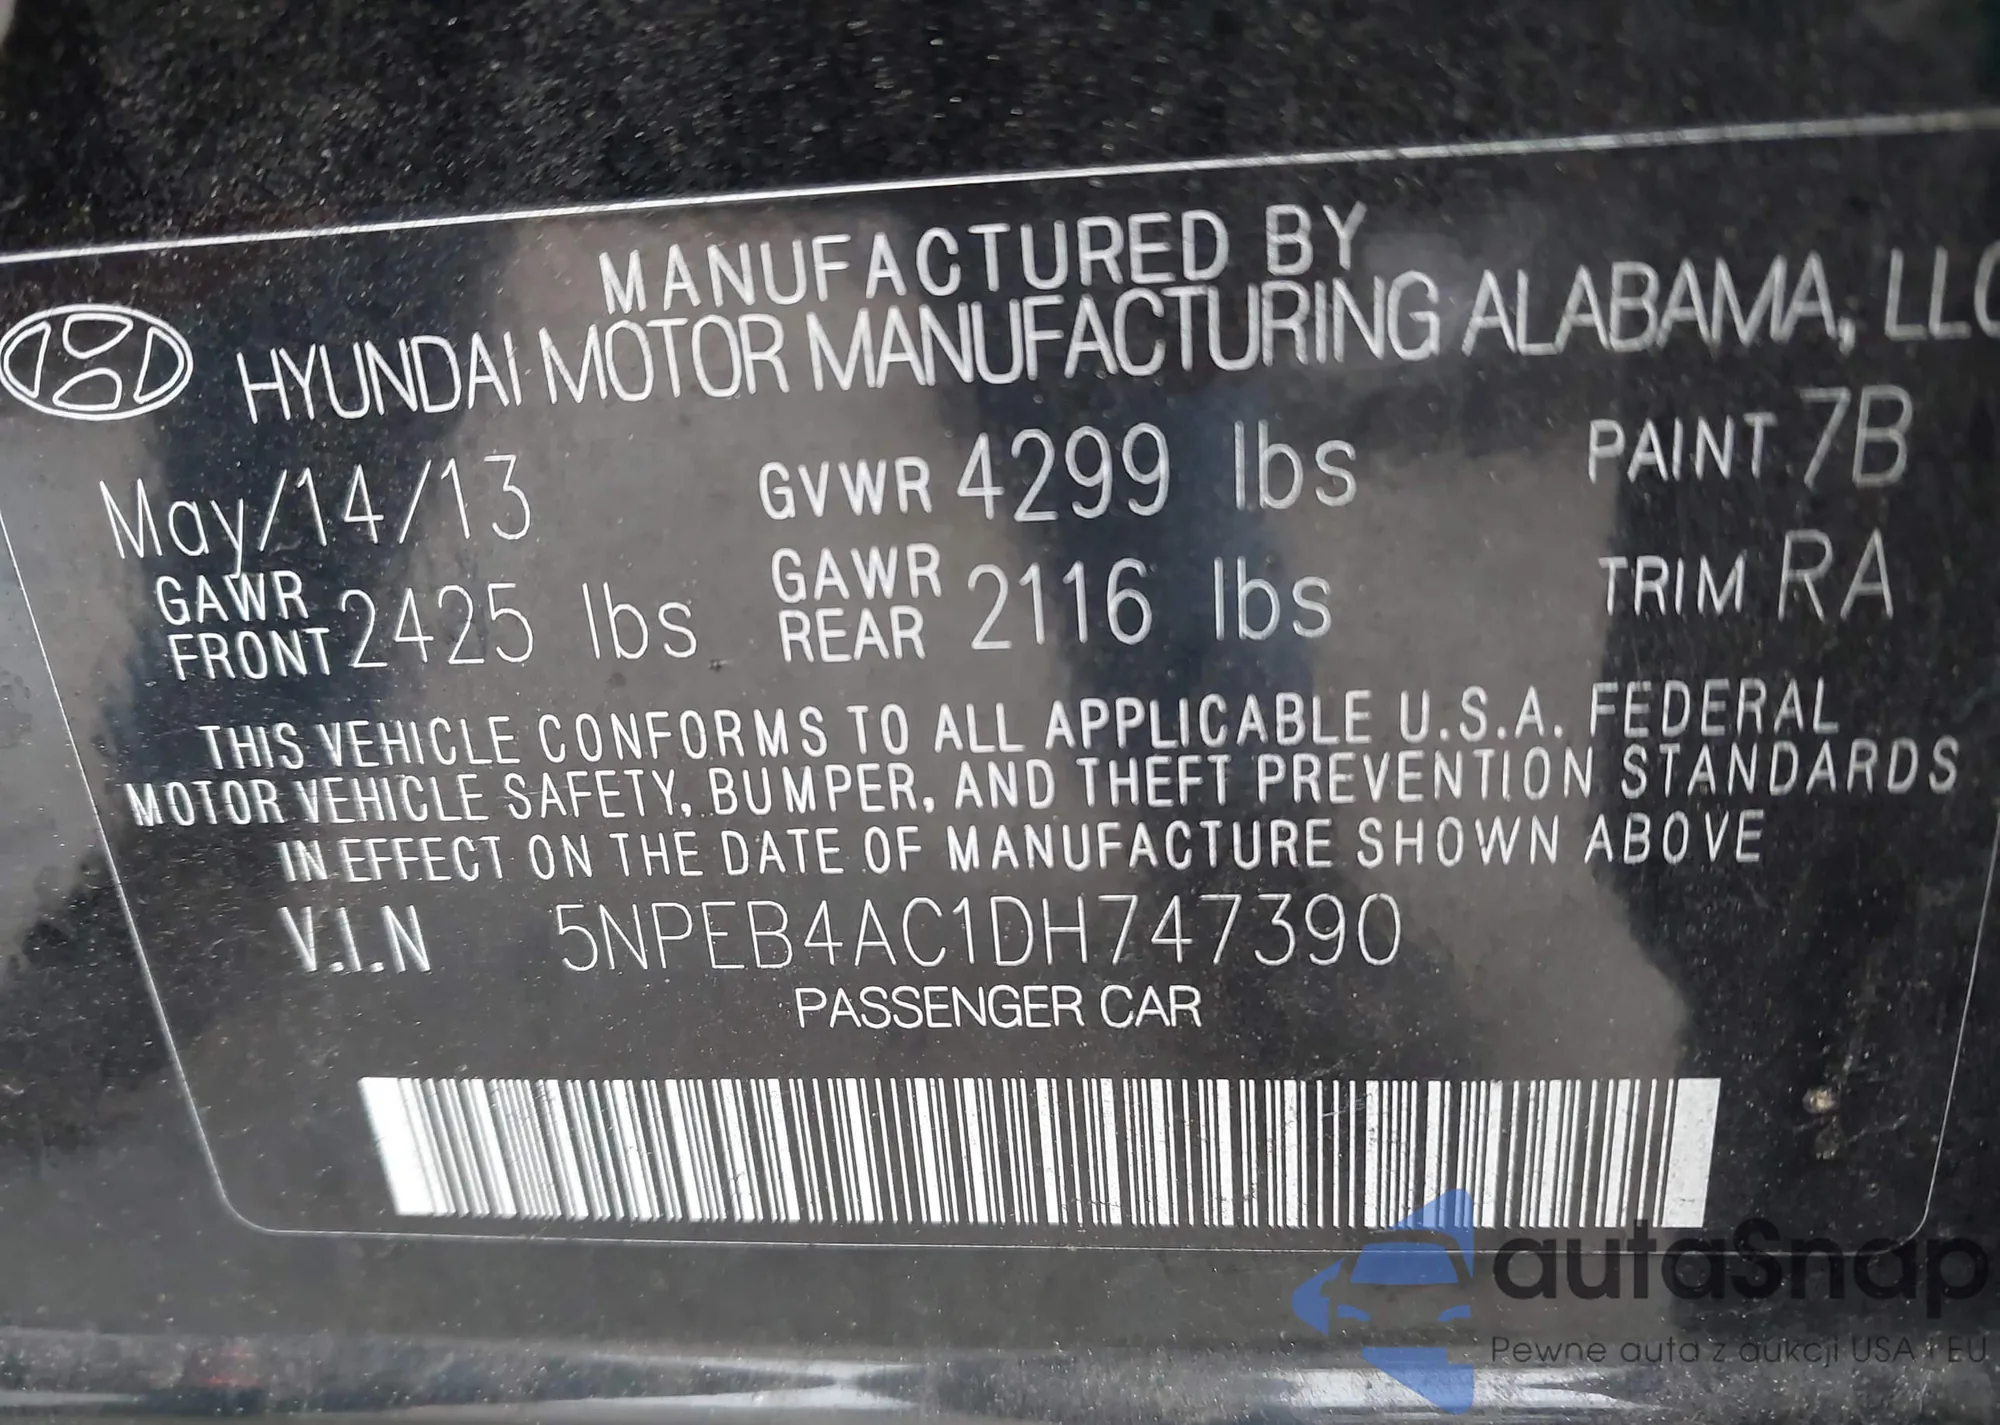 MANUFACTURED BY
HYUNDAI MOTOR MANUFACTURING ALABAMA, LLC
May/14/13 GVWR 4299 lbs PAINT 7B
GAWR FRONT 2425 lbs GAWR REAR 2116 lbs TRIM RA
THIS VEHICLE CONFORMS TO ALL APPLICABLE U.S.A. FEDERAL
MOTOR VEHICLE SAFETY, BUMPER, AND THEFT PREVENTION STANDARDS
IN EFFECT ON THE DATE OF MANUFACTURE SHOWN ABOVE
V.I.N 5NPEB4AC1DH747390
PASSENGER CAR
autaSnap
Pewne auta z aukcji USA i EU